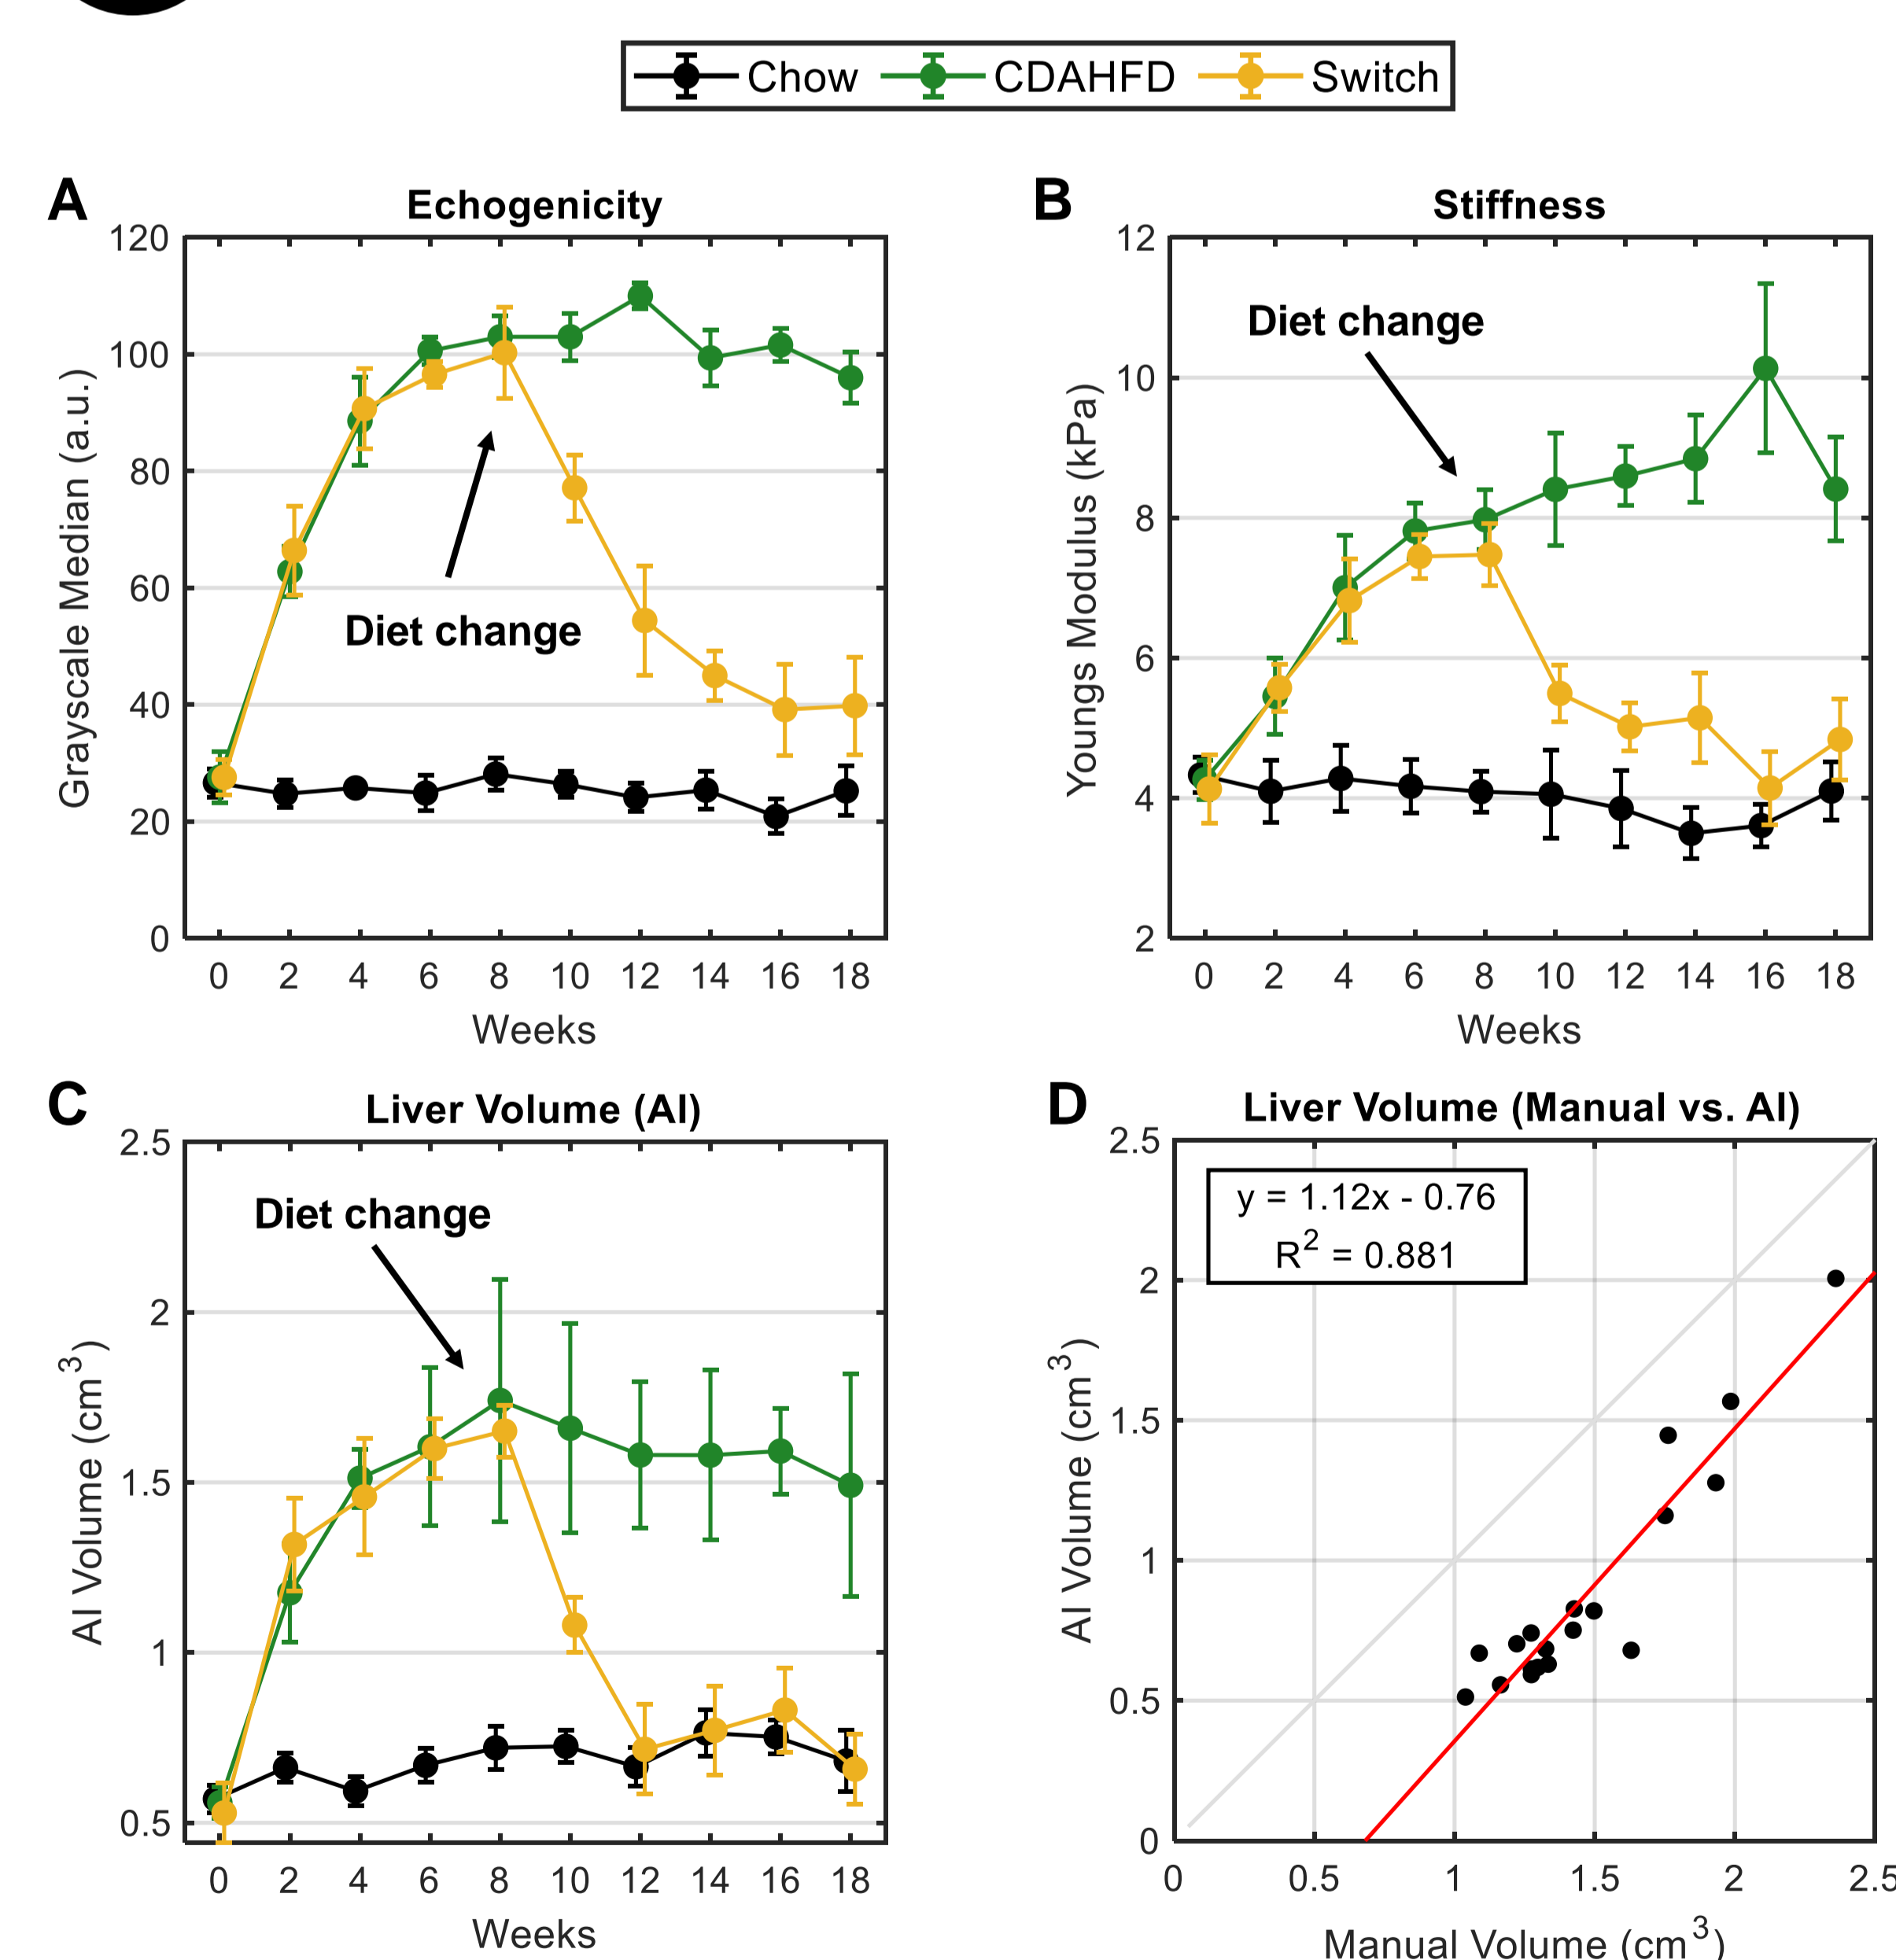 Chow CDAHFD Switch
A
Echogenicity
120
100
80
60
40
20
0
Grayscale Median (a.u.)
Diet change
0 2 4 6 8 10 12 14 16 18
Weeks
B
Stiffness
12
10
8
6
4
2
Youngs Modulus (kPa)
Diet change
0 2 4 6 8 10 12 14 16 18
Weeks
C
Liver Volume (AI)
2.5
2
1.5
1
0.5
AI Volume (cm³)
Diet change
0 2 4 6 8 10 12 14 16 18
Weeks
D
Liver Volume (Manual vs. AI)
2.5
2
1.5
1
0.5
0
AI Volume (cm³)
y = 1.12x - 0.76
R² = 0.881
0 0.5 1 1.5 2 2.5
Manual Volume (cm³)